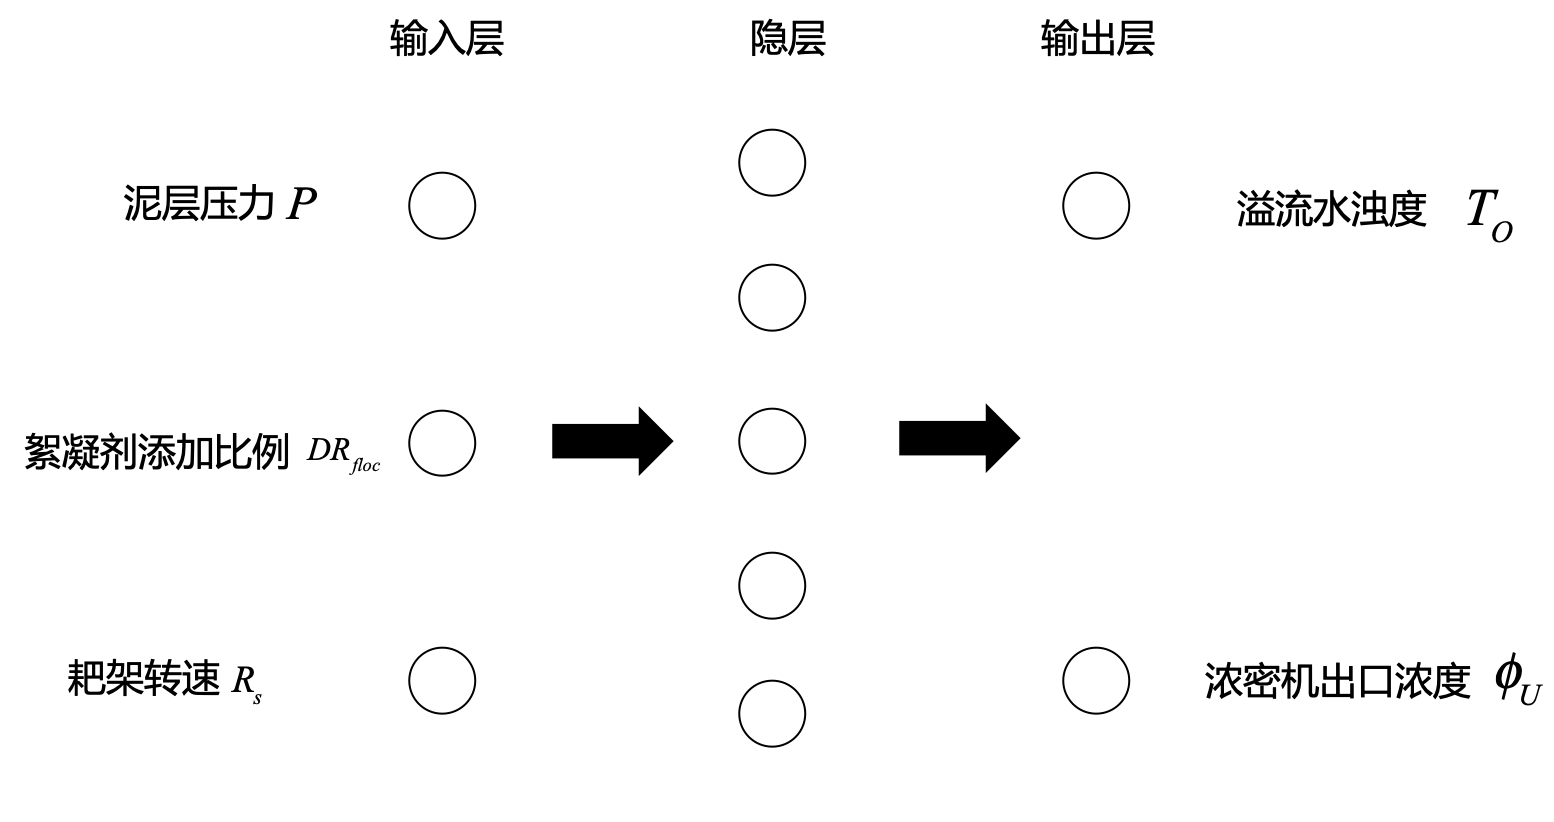 输入层 隐层 输出层
泥层压力 P 溢流水浊度 T_O
絮凝剂添加比例 DR_floc
耙架转速 R_s 浓密机出口浓度 ϕ_U